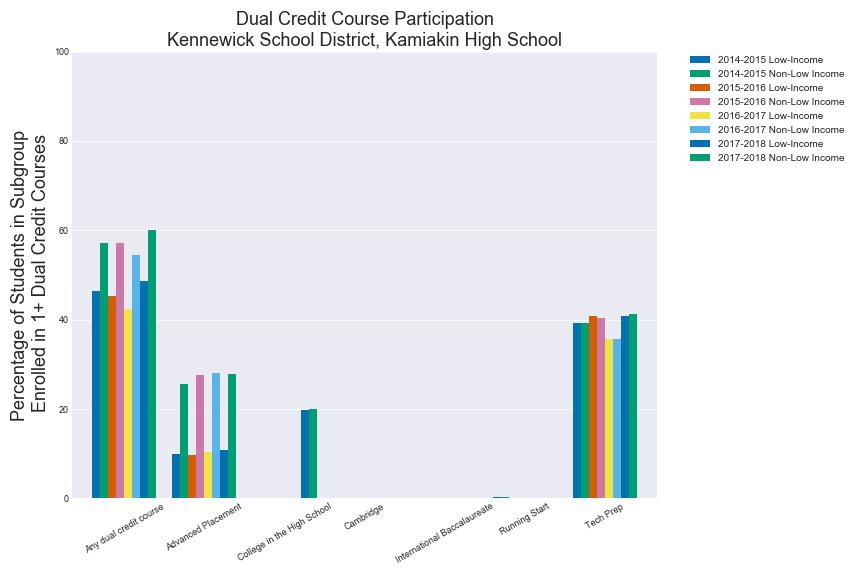 Dual Credit Course Participation
Kennewick School District, Kamiakin High School
Percentage of Students in Subgroup
Enrolled in 1+ Dual Credit Courses
100
80
60
40
20
0
Any dual credit course
Advanced Placement
College in the High School
Cambridge
International Baccalaureate
Running Start
Tech Prep
2014-2015 Low-Income
2014-2015 Non-Low Income
2015-2016 Low-Income
2015-2016 Non-Low Income
2016-2017 Low-Income
2016-2017 Non-Low Income
2017-2018 Low-Income
2017-2018 Non-Low Income